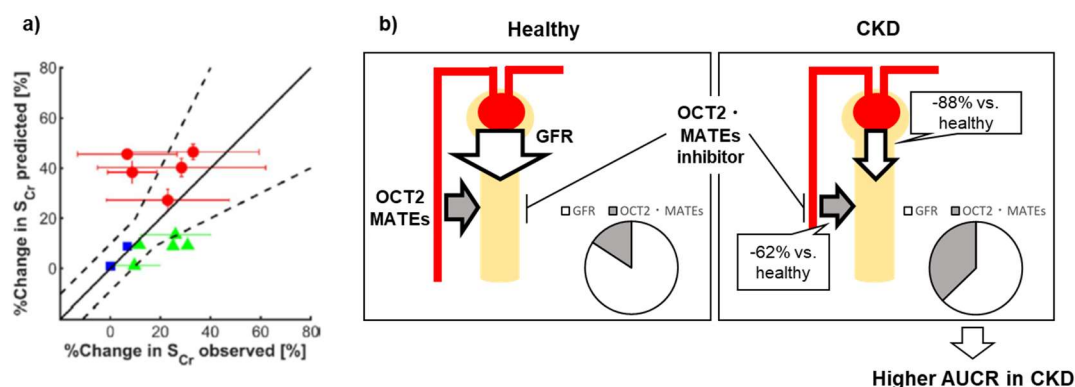 a)
%Change in SCr predicted [%]
80
60
40
20
0
0
20
40
60
80
%Change in SCr observed [%]
b)
Healthy
GFR
OCT2
MATEs
GFR OCT2・MATEs
OCT2・
MATEs
inhibitor
CKD
-88% vs.
healthy
-62% vs.
healthy
GFR OCT2・MATEs
Higher AUCR in CKD